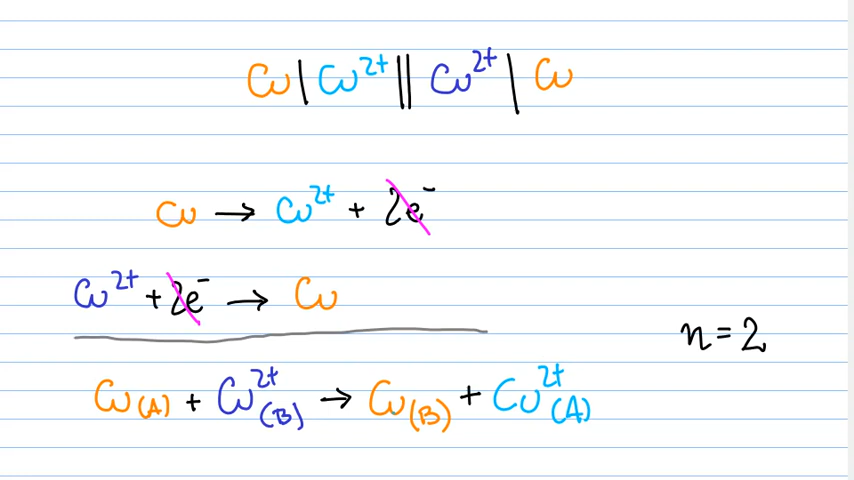 Cu | Cu²⁺ || Cu²⁺ | Cu
Cu → Cu²⁺ + 2e⁻
Cu²⁺ + 2e⁻ → Cu
n = 2
Cu(A) + Cu²⁺(B) → Cu(B) + Cu²⁺(A)